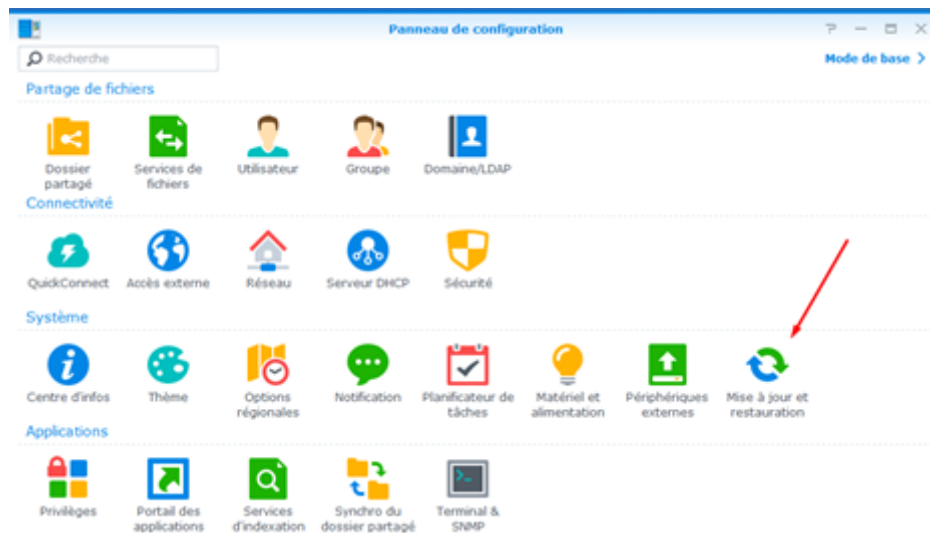 Panneau de configuration
Recherche
Mode de base
Partage de fichiers
Dossier partagé
Services de fichiers
Utilisateur
Groupe
Domaine/LDAP
Connectivité
QuickConnect
Accès externe
Réseau
Serveur DHCP
Sécurité
Système
Centre d'infos
Thème
Options régionales
Notification
Planificateur de tâches
Matériel et alimentation
Périphériques externes
Mise à jour et restauration
Applications
Privilèges
Portail des applications
Services d'indexation
Synchro du dossier partagé
Terminal & SNMP